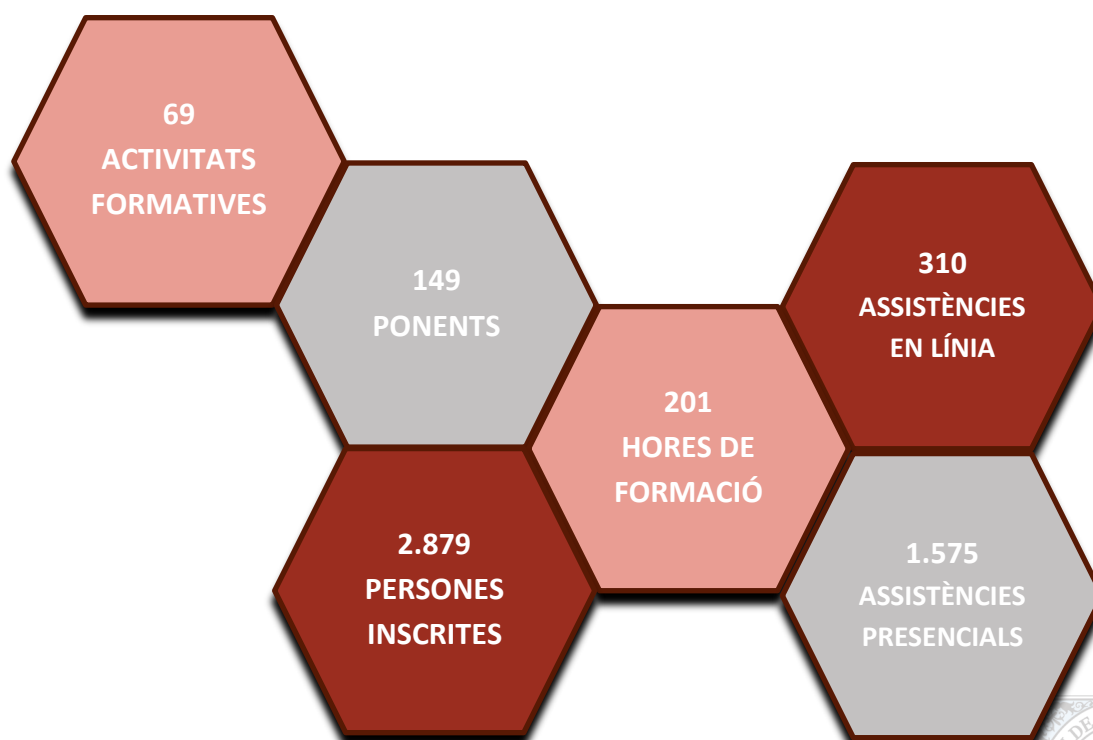 69
ACTIVITATS
FORMATIVES
149
PONENTS
310
ASSISTÈNCIES
EN LÍNIA
201
HORES DE
FORMACIÓ
2.879
PERSONES
INSCRITES
1.575
ASSISTÈNCIES
PRESENCIALS
DE